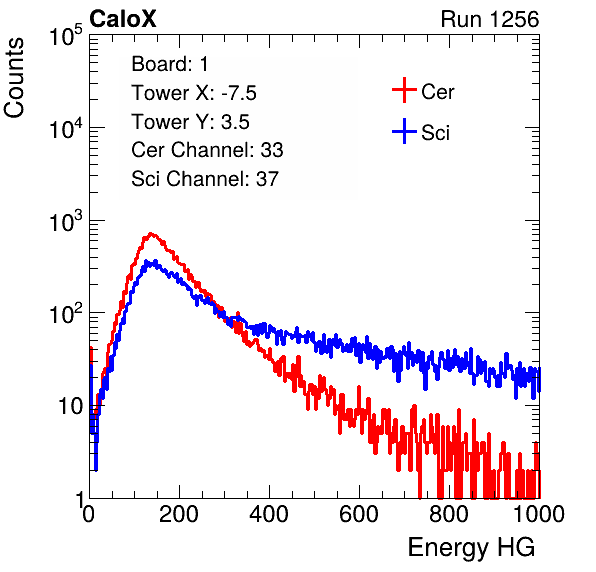 CaloX Run 1256
Counts
10^5
10^4
10^3
10^2
10
1
Board: 1
Tower X: -7.5
Tower Y: 3.5
Cer Channel: 33
Sci Channel: 37
Cer
Sci
0 200 400 600 800 1000
Energy HG